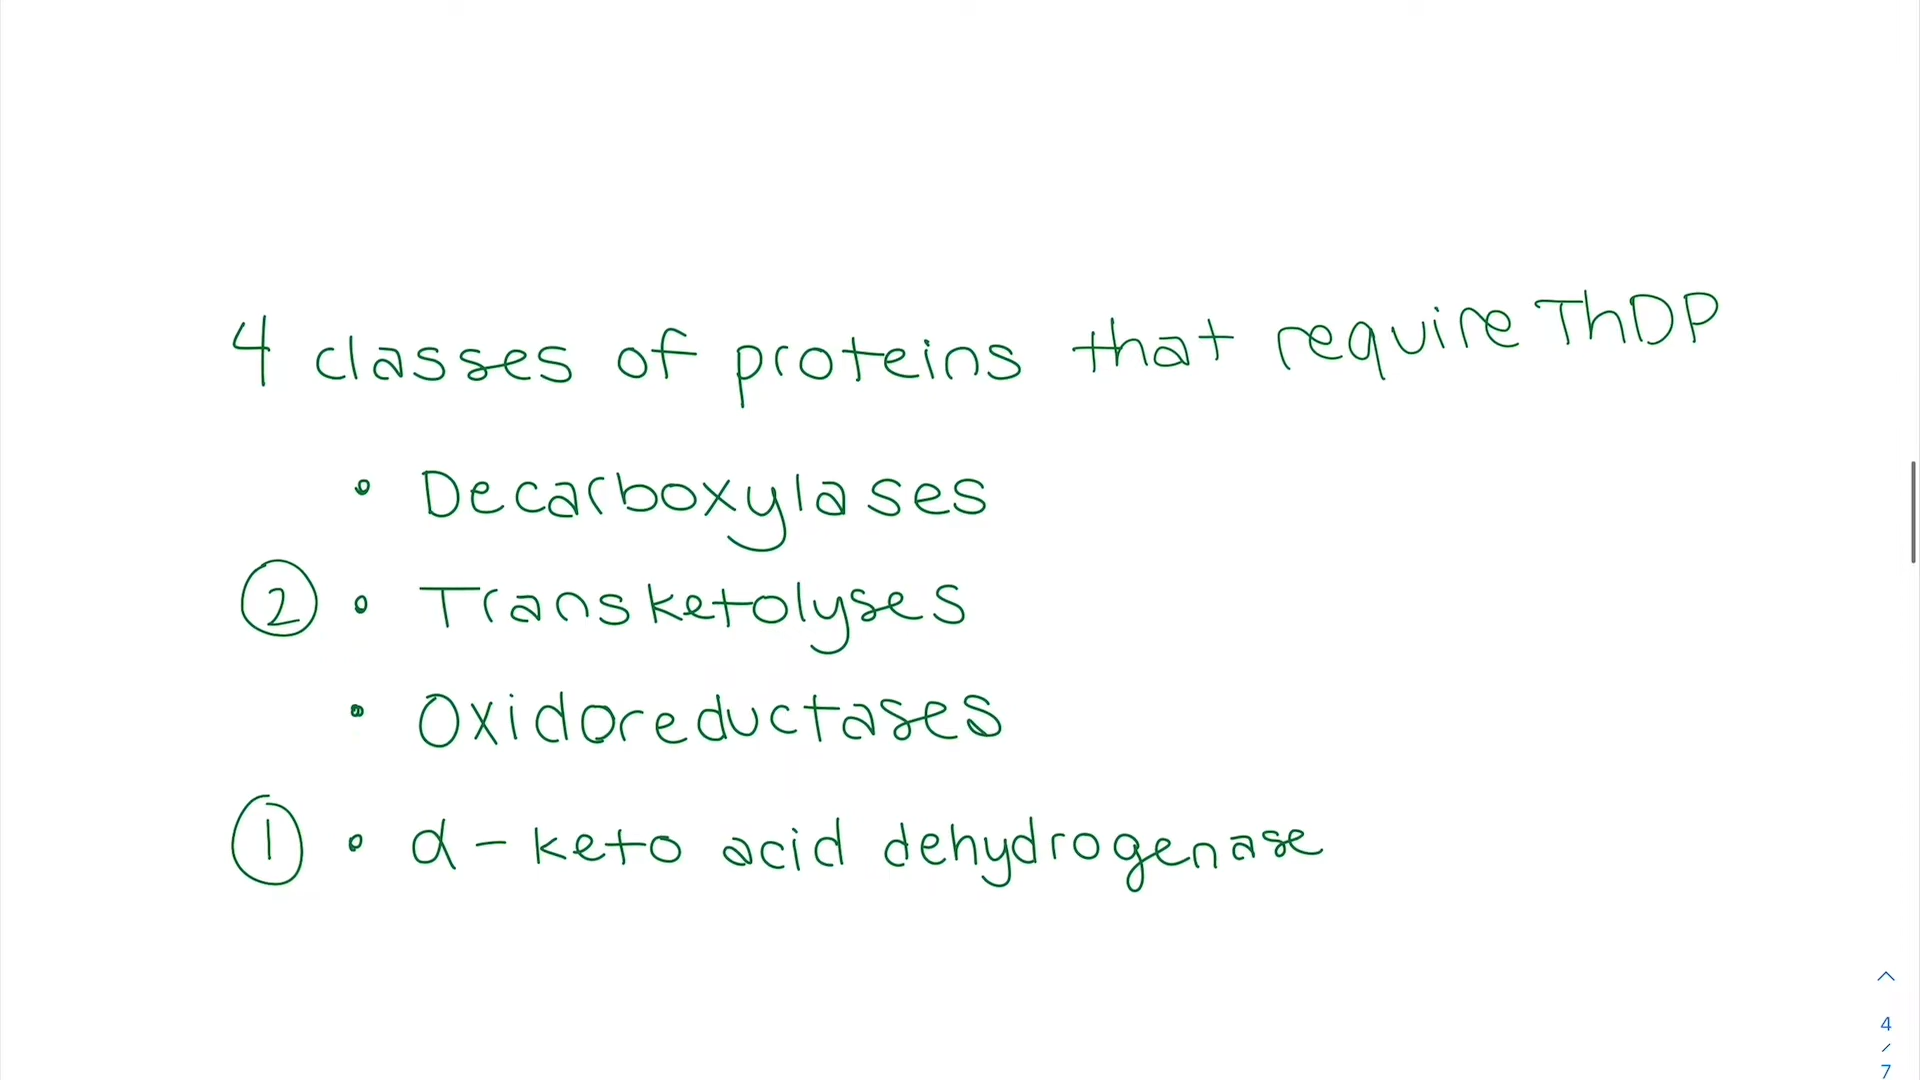 4 classes of proteins that require ThDP
• Decarboxylases
② • Transketolyses
• Oxidoreductases
① • α-keto acid dehydrogenase
4
/
7